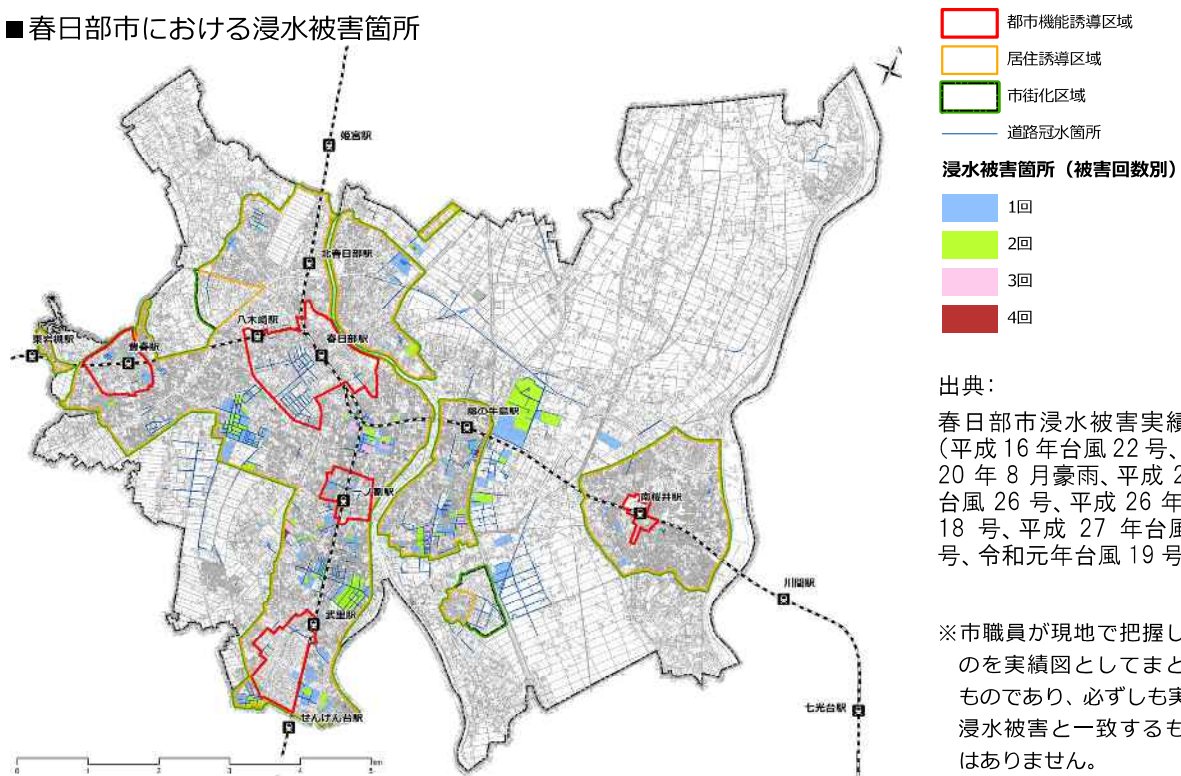 ■春日部市における浸水被害箇所
都市機能誘導区域
居住誘導区域
市街化区域
道路冠水箇所
浸水被害箇所（被害回数別）
1回
2回
3回
4回
姫宮駅
北春日部駅
八木崎駅
春日部駅
東岩槻駅
豊春駅
藤の牛島駅
一ノ割駅
南桜井駅
武里駅
川間駅
せんげん台駅
七光台駅
0 1 2 3 4 5 km
出典：
春日部市浸水被害実績
（平成16年台風22号、
20 年 8 月豪雨、平成 2
台風 26 号、平成 26 年
18 号、平成 27 年台風
号、令和元年台風 19 号
※市職員が現地で把握し
のを実績図としてまと
ものであり、必ずしも実
浸水被害と一致するも
はありません。